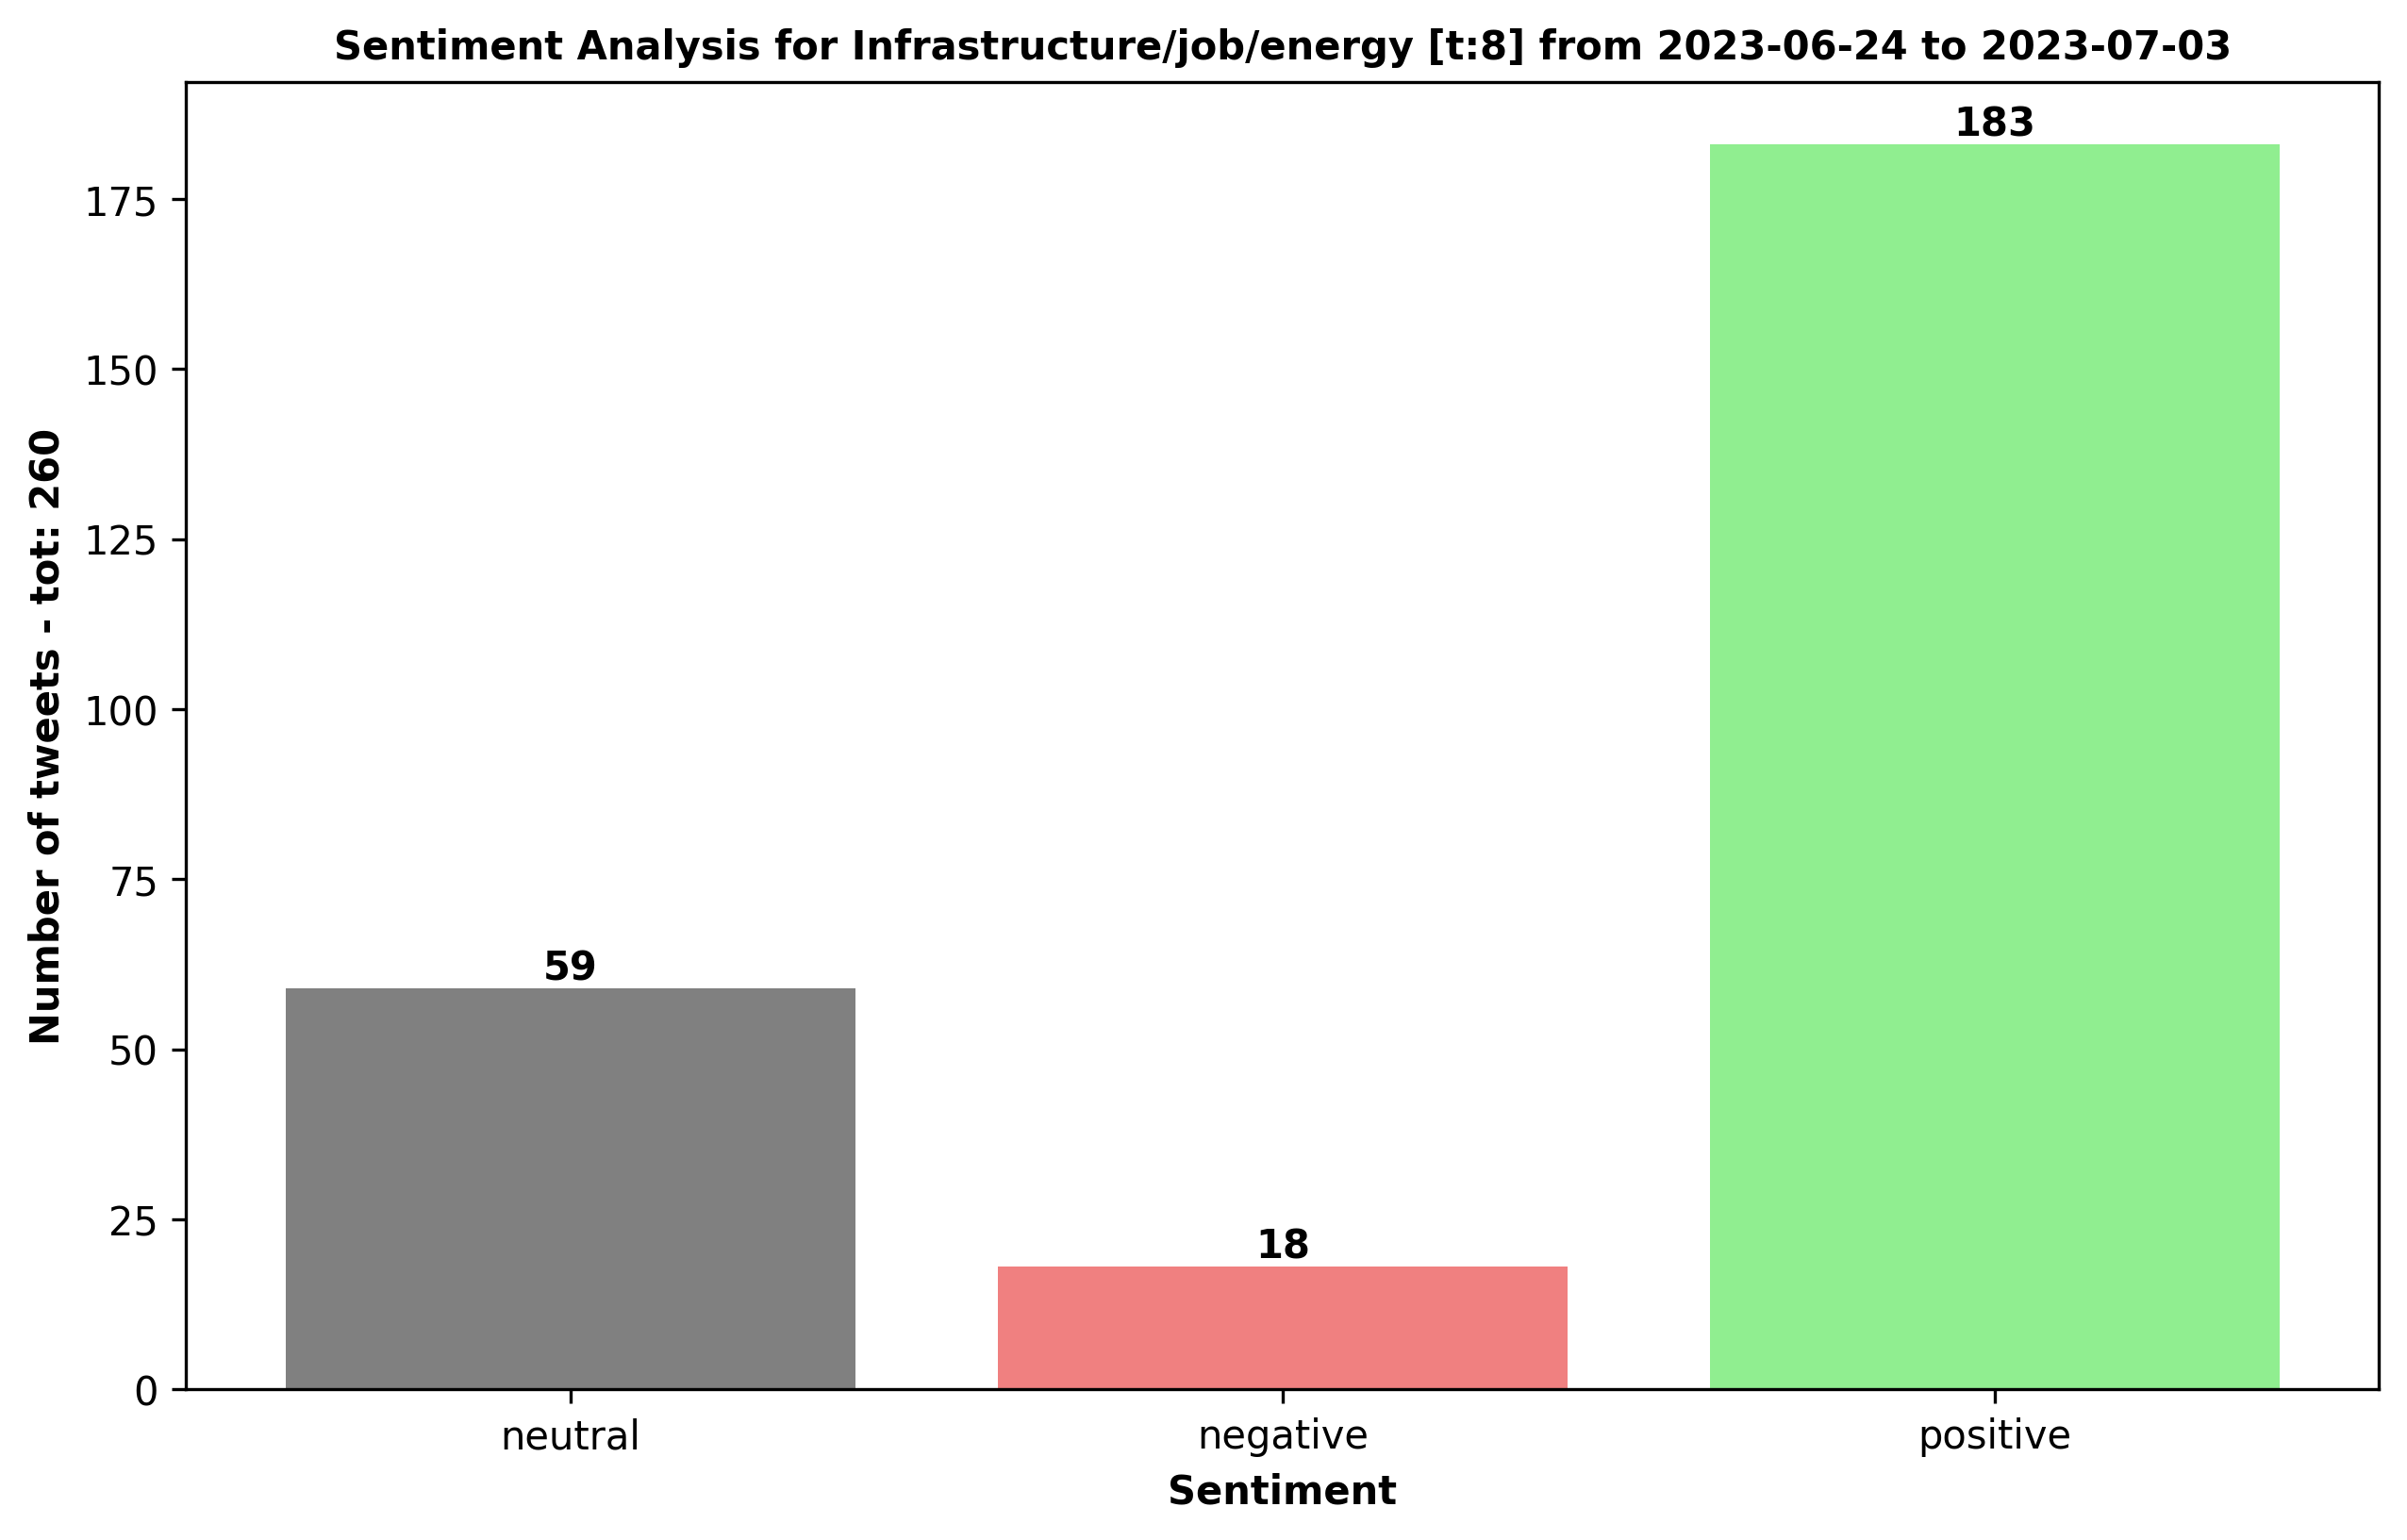 Sentiment Analysis for Infrastructure/job/energy [t:8] from 2023-06-24 to 2023-07-03
Number of tweets - tot: 260
175
150
125
100
75
50
25
0
59
18
183
neutral
negative
positive
Sentiment